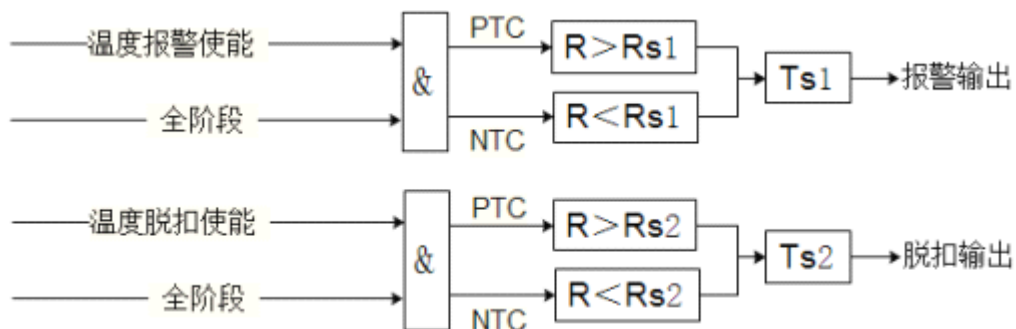 温度报警使能
全阶段
&
PTC
R>Rs1
NTC
R<Rs1
Ts1
报警输出
温度脱扣使能
全阶段
&
PTC
R>Rs2
NTC
R<Rs2
Ts2
脱扣输出